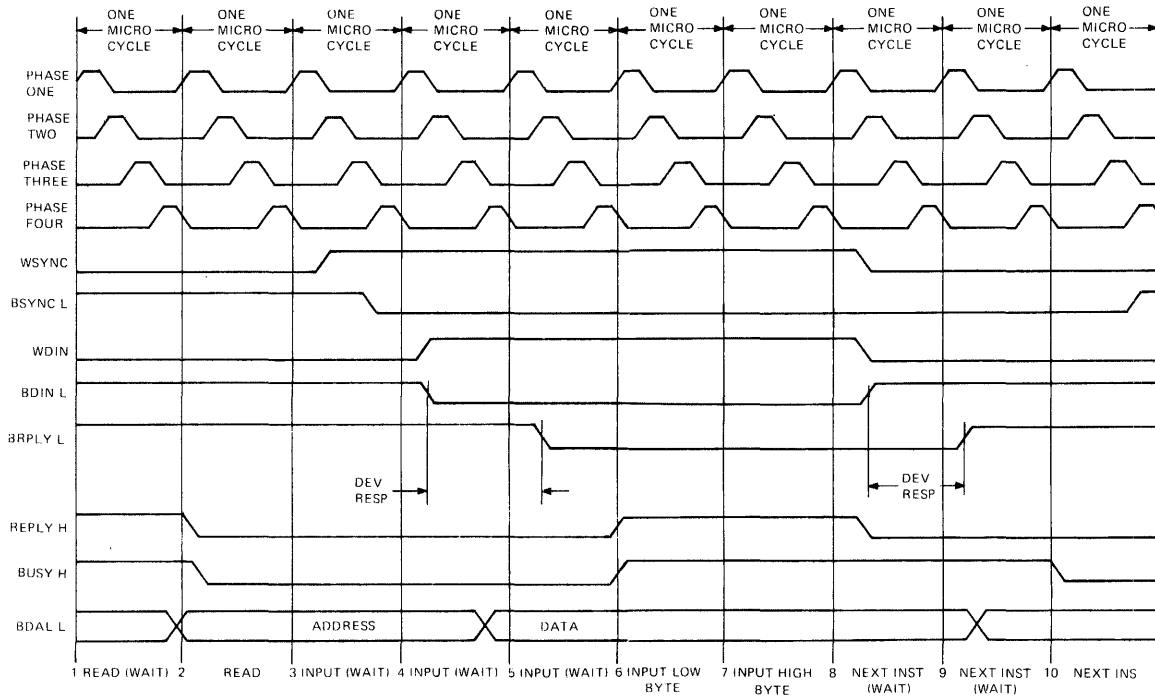 ONE MICRO CYCLE
ONE MICRO CYCLE
ONE MICRO CYCLE
ONE MICRO CYCLE
ONE MICRO CYCLE
ONE MICRO CYCLE
ONE MICRO CYCLE
ONE MICRO CYCLE
ONE MICRO CYCLE
ONE MICRO CYCLE
PHASE
ONE
PHASE
TWO
PHASE
THREE
PHASE
FOUR
WSYNC
BSYNC L
WDIN
BDIN L
BRPLY L
DEV
RESP
DEV
RESP
REPLY H
BUSY H
BDAL L
ADDRESS
DATA
1 READ (WAIT)
2 READ
3 INPUT (WAIT)
4 INPUT (WAIT)
5 INPUT (WAIT)
6 INPUT LOW
BYTE
7 INPUT HIGH
BYTE
8 NEXT INST
(WAIT)
9 NEXT INST
(WAIT)
10 NEXT INS